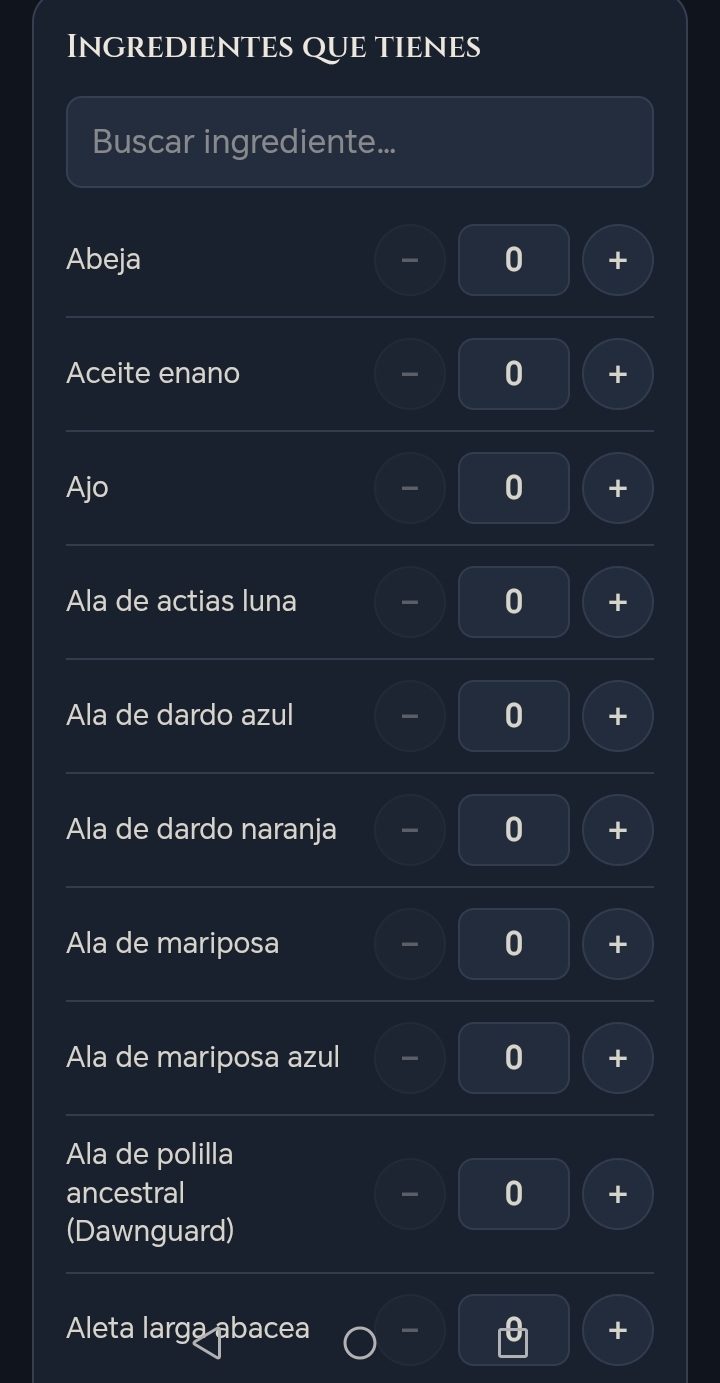 Ingredientes que tienes
Buscar ingrediente...
Abeja − 0 +
Aceite enano − 0 +
Ajo − 0 +
Ala de actias luna − 0 +
Ala de dardo azul − 0 +
Ala de dardo naranja − 0 +
Ala de mariposa − 0 +
Ala de mariposa azul − 0 +
Ala de polilla
ancestral
(Dawnguard) − 0 +
Aleta larga abacea − 0 +